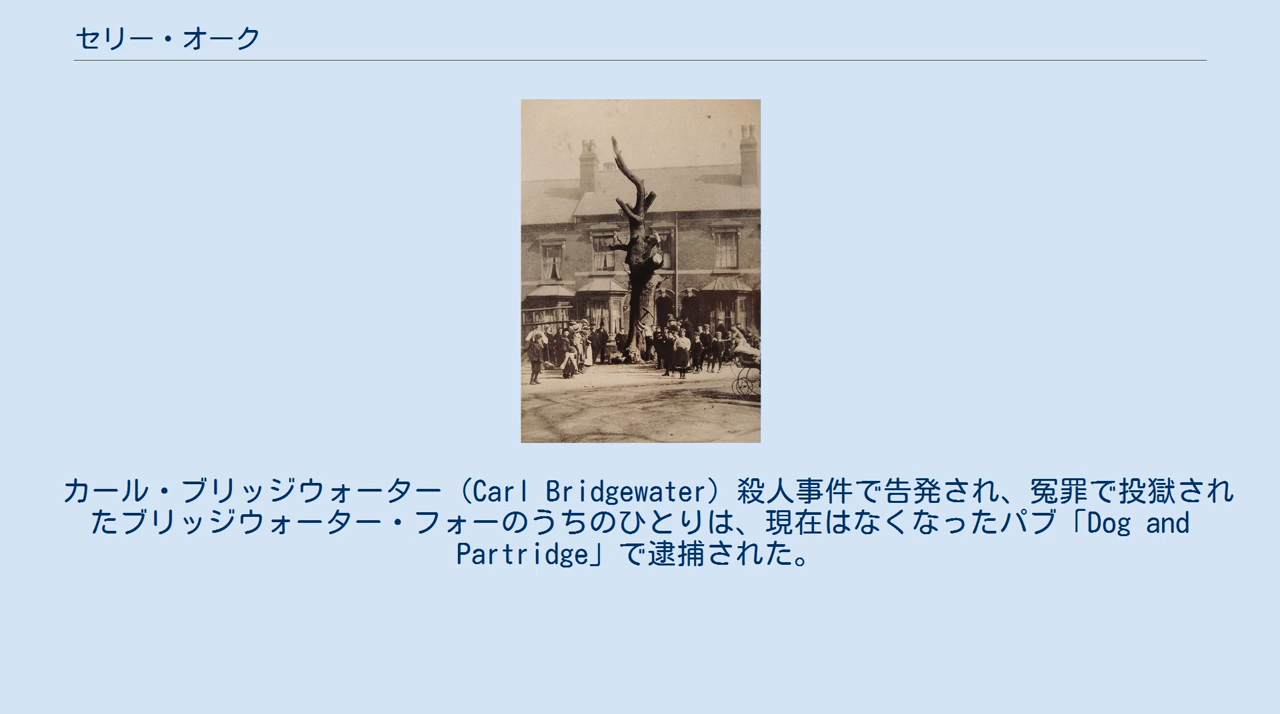 セリー・オーク
カール・ブリッジウォーター（Carl Bridgewater）殺人事件で告発され、冤罪で投獄され
たブリッジウォーター・フォーのうちのひとりは、現在はなくなったパブ「Dog and
Partridge」で逮捕された。